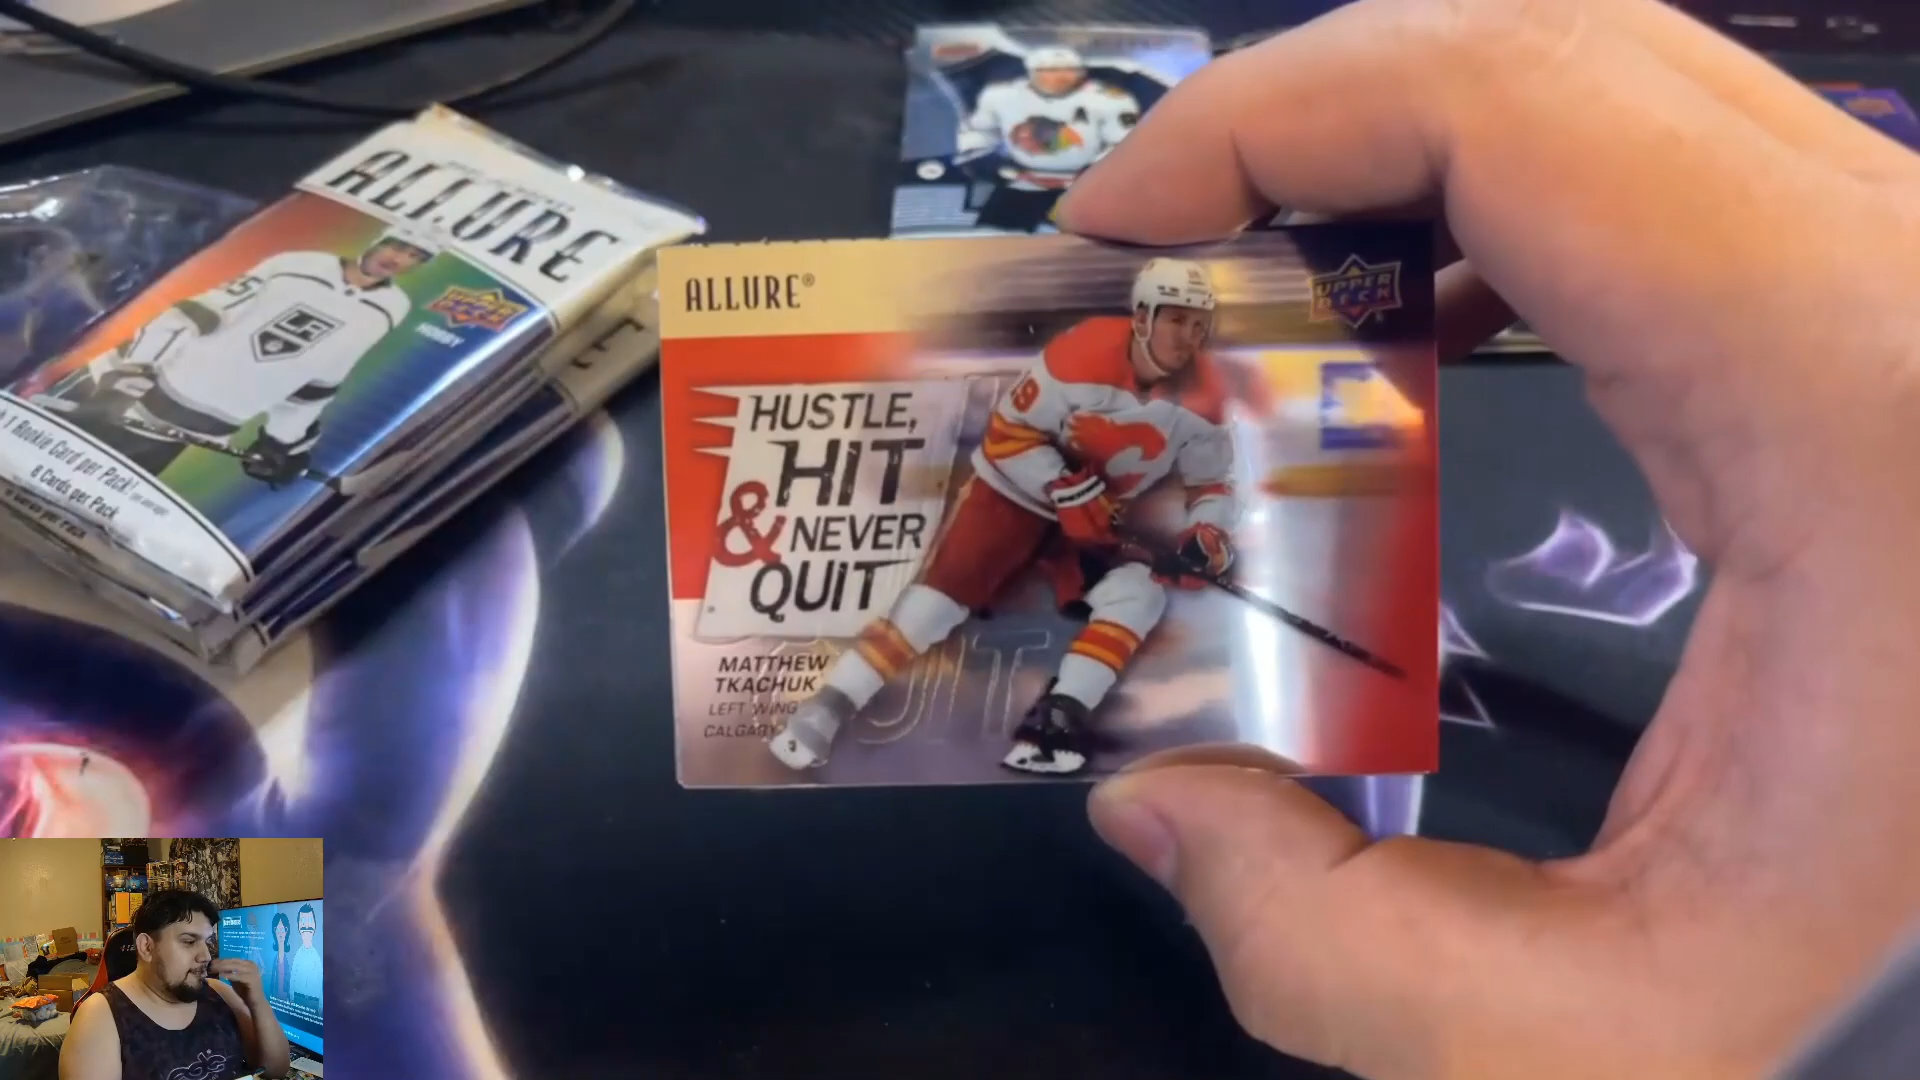 ALLURE
UPPER DECK
HOBBY
1 Rookie Card per Pack!
8 Cards per Pack
ALLURE®
UPPER DECK
HUSTLE,
HIT
& NEVER
QUIT
MATTHEW
TKACHUK
LEFT WING
CALGARY
19